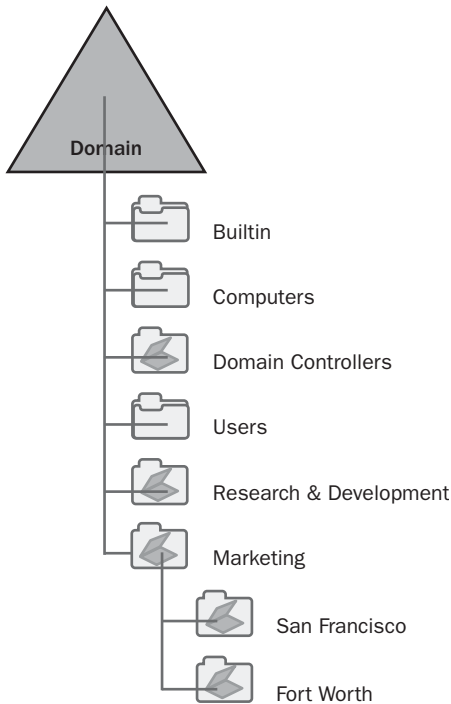 Domain
Builtin
Computers
Domain Controllers
Users
Research & Development
Marketing
San Francisco
Fort Worth